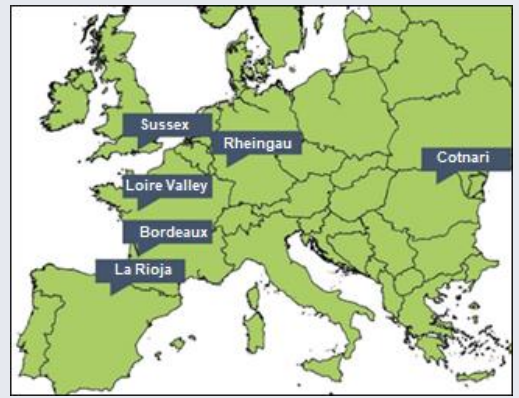 Sussex
Rheingau
Cotnari
Loire Valley
Bordeaux
La Rioja